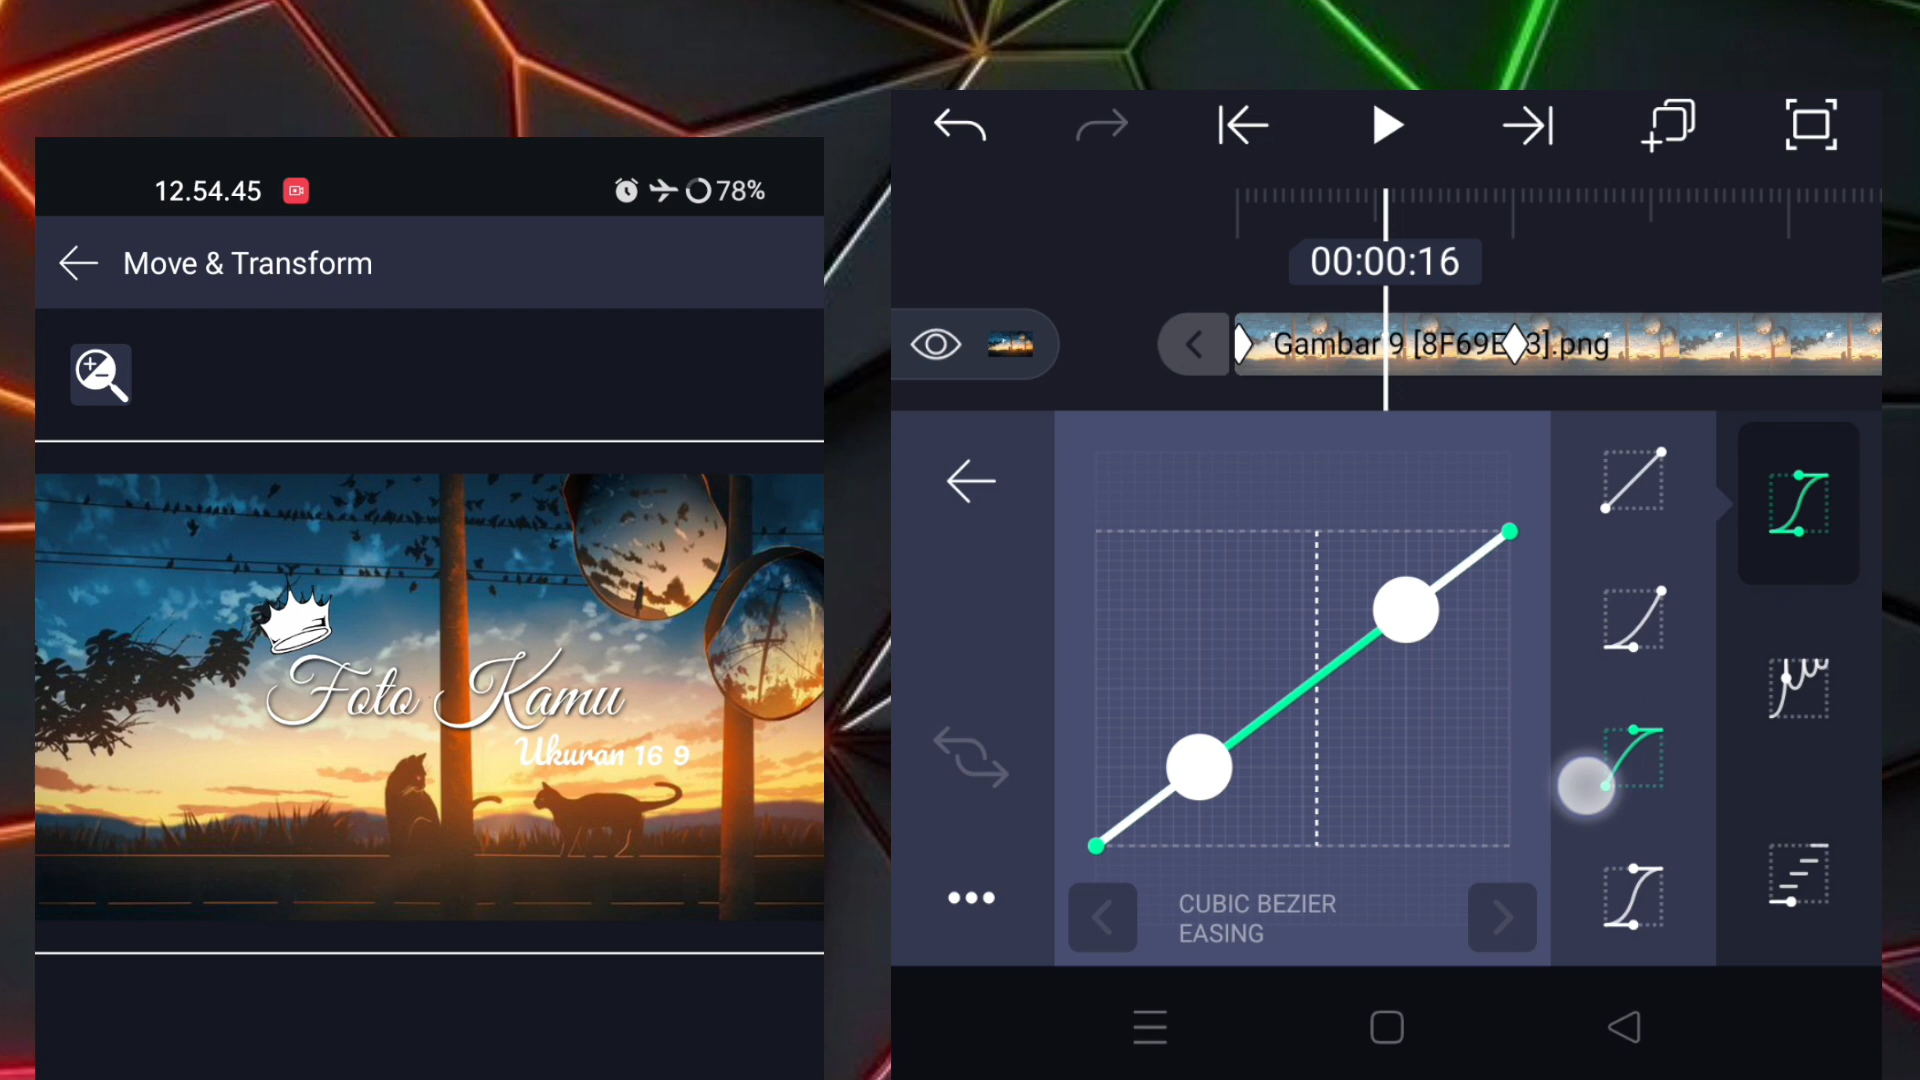 12.54.45
78%
Move & Transform
Foto Kamu
Ukuran 16 9
00:00:16
Gambar 9 [8F69E 3].png
CUBIC BEZIER
EASING